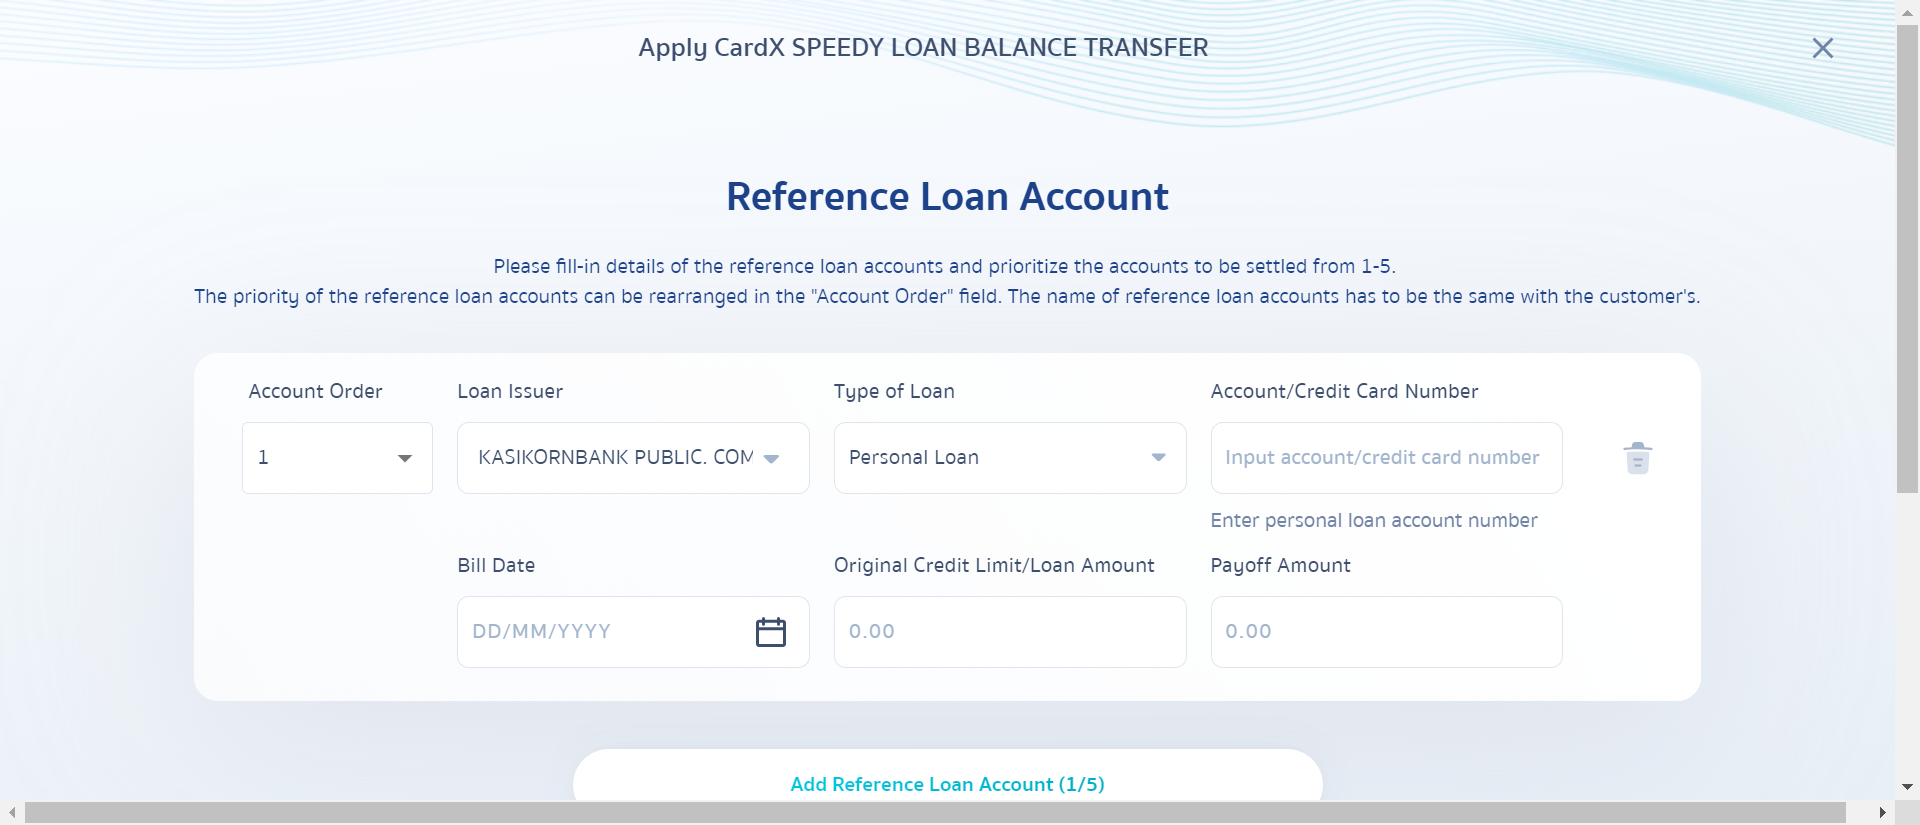 Apply CardX SPEEDY LOAN BALANCE TRANSFER
Reference Loan Account
Please fill-in details of the reference loan accounts and prioritize the accounts to be settled from 1-5.
The priority of the reference loan accounts can be rearranged in the "Account Order" field. The name of reference loan accounts has to be the same with the customer's.
Account Order
Loan Issuer
Type of Loan
Account/Credit Card Number
1
KASIKORNBANK PUBLIC. COM
Personal Loan
Input account/credit card number
Enter personal loan account number
Bill Date
Original Credit Limit/Loan Amount
Payoff Amount
DD/MM/YYYY
0.00
0.00
Add Reference Loan Account (1/5)